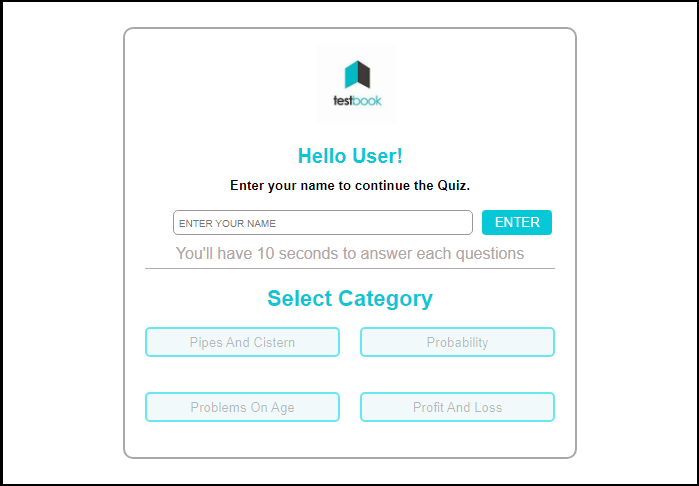 testbook
Hello User!
Enter your name to continue the Quiz.
ENTER YOUR NAME ENTER
You'll have 10 seconds to answer each questions
Select Category
Pipes And Cistern Probability
Problems On Age Profit And Loss